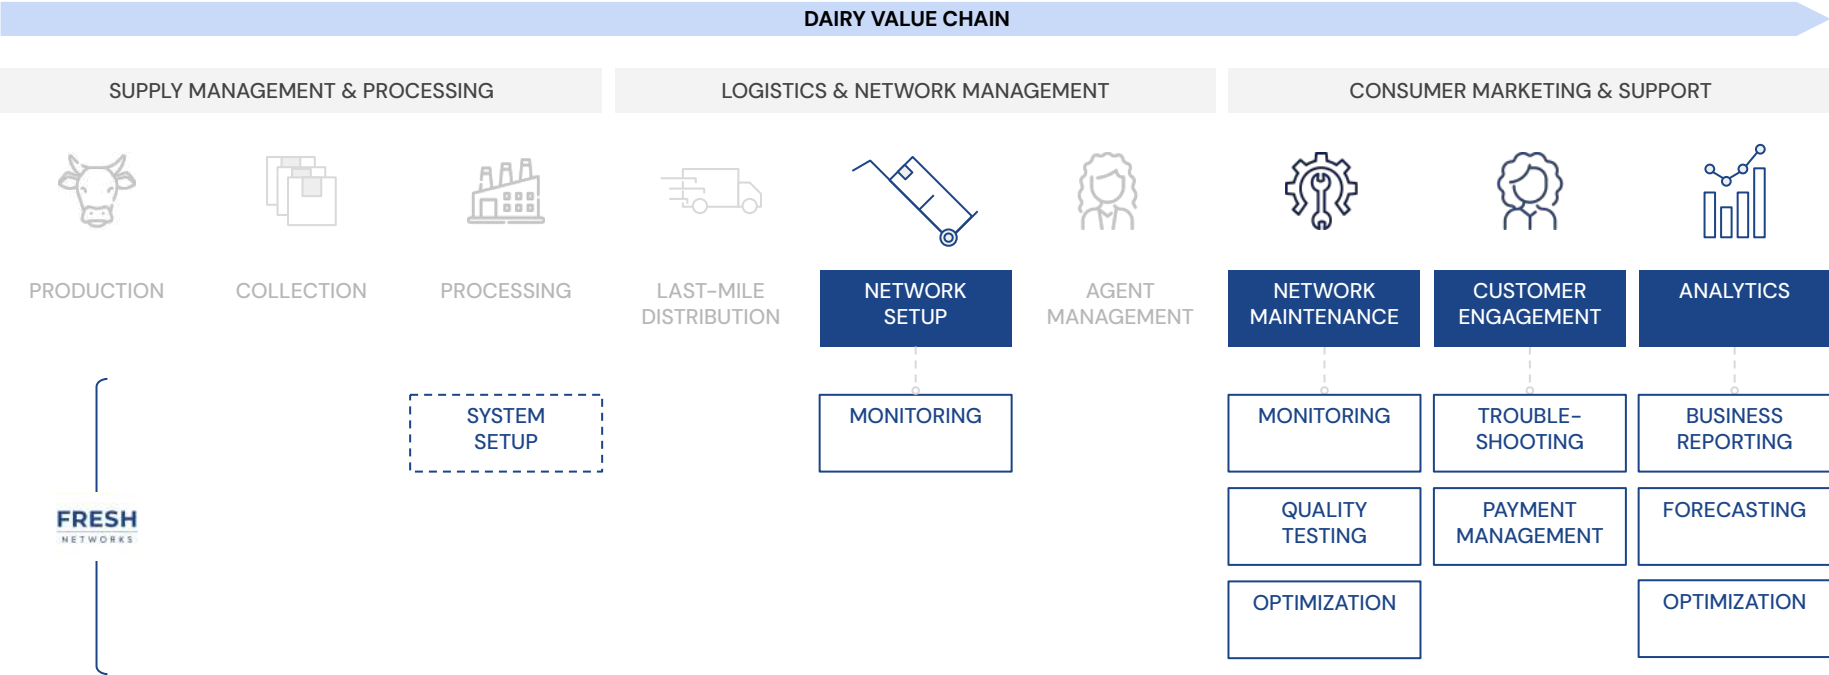 DAIRY VALUE CHAIN
SUPPLY MANAGEMENT & PROCESSING
LOGISTICS & NETWORK MANAGEMENT
CONSUMER MARKETING & SUPPORT
PRODUCTION
COLLECTION
PROCESSING
LAST-MILE
DISTRIBUTION
NETWORK
SETUP
AGENT
MANAGEMENT
NETWORK
MAINTENANCE
CUSTOMER
ENGAGEMENT
ANALYTICS
SYSTEM
SETUP
MONITORING
MONITORING
TROUBLE-
SHOOTING
BUSINESS
REPORTING
FRESH
NETWORKS
QUALITY
TESTING
PAYMENT
MANAGEMENT
FORECASTING
OPTIMIZATION
OPTIMIZATION